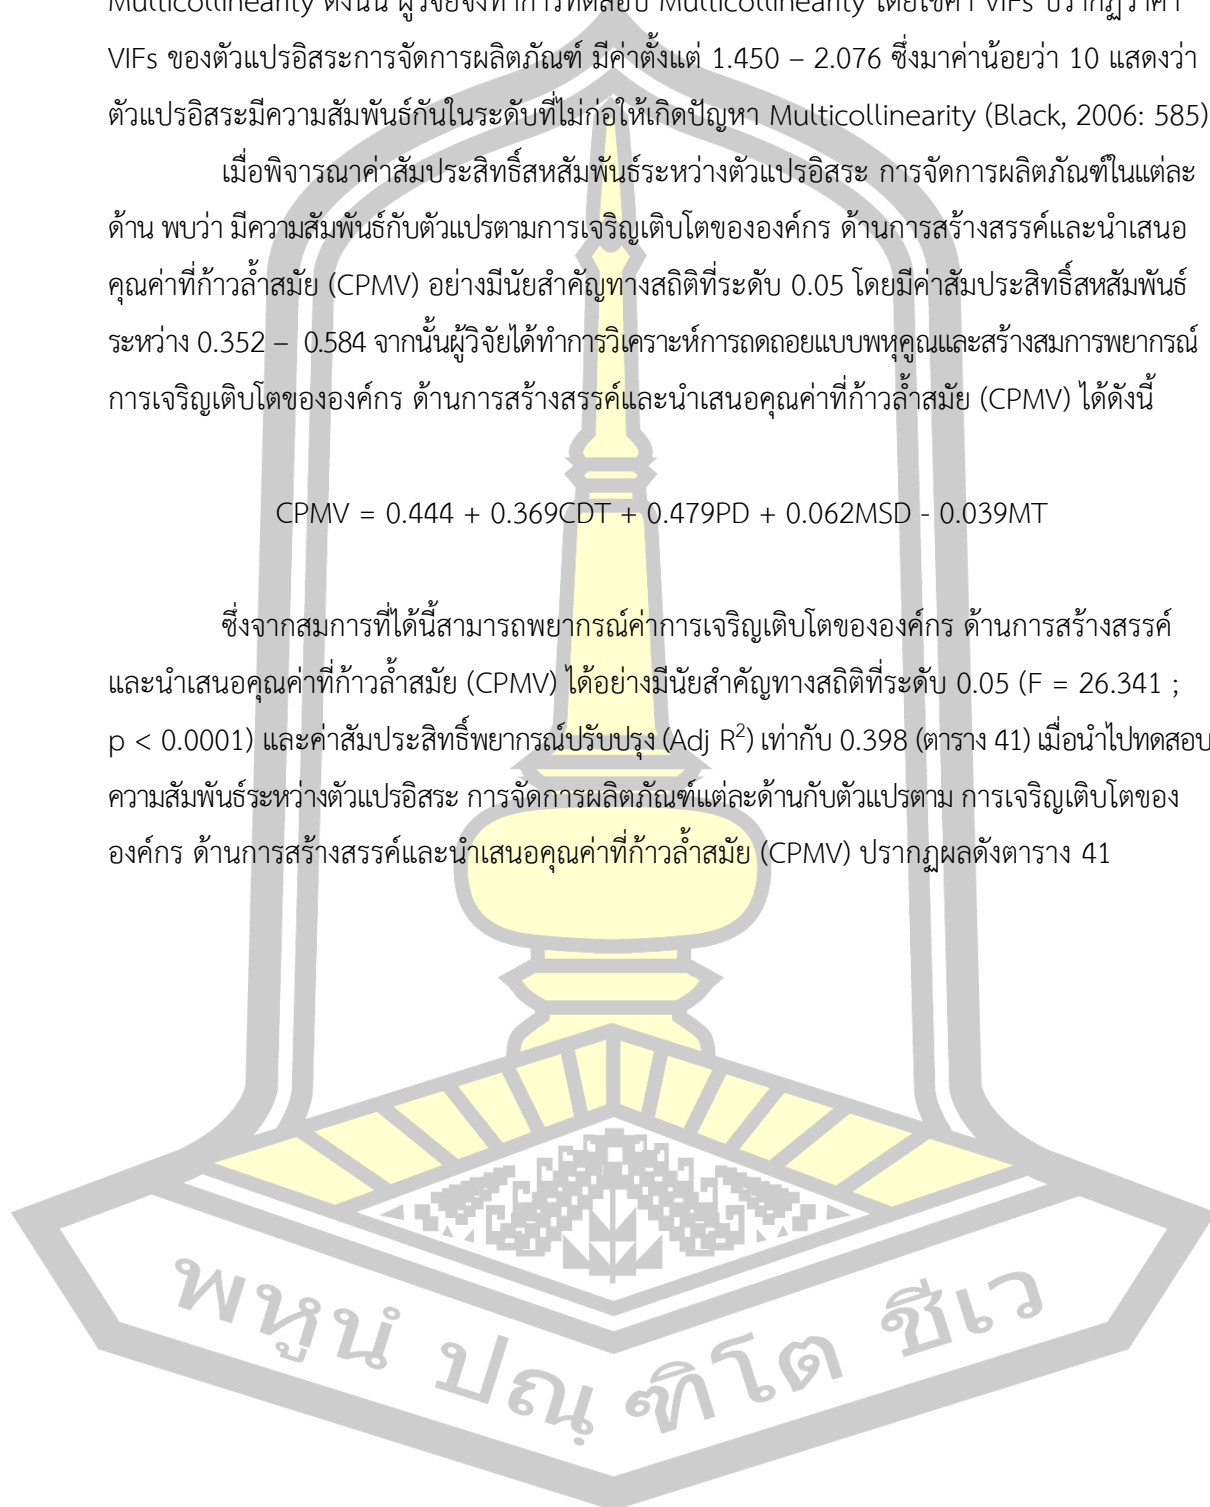 Multicollinearity ดังนั้น ผู้วิจัยจึงทำการทดสอบ Multicollinearity โดยใช้ค่า VIFs ปรากฏว่าค่า
VIFs ของตัวแปรอิสระการจัดการผลิตภัณฑ์ มีค่าตั้งแต่ 1.450 – 2.076 ซึ่งมาค่าน้อยว่า 10 แสดงว่า
ตัวแปรอิสระมีความสัมพันธ์กันในระดับที่ไม่ก่อให้เกิดปัญหา Multicollinearity (Black, 2006: 585)
เมื่อพิจารณาค่าสัมประสิทธิ์สหสัมพันธ์ระหว่างตัวแปรอิสระ การจัดการผลิตภัณฑ์ในแต่ละ
ด้าน พบว่า มีความสัมพันธ์กับตัวแปรตามการเจริญเติบโตขององค์กร ด้านการสร้างสรรค์และนำเสนอ
คุณค่าที่ก้าวล้ำสมัย (CPMV) อย่างมีนัยสำคัญทางสถิติที่ระดับ 0.05 โดยมีค่าสัมประสิทธิ์สหสัมพันธ์
ระหว่าง 0.352 – 0.584 จากนั้นผู้วิจัยได้ทำการวิเคราะห์การถดถอยแบบพหุคูณและสร้างสมการพยากรณ์
การเจริญเติบโตขององค์กร ด้านการสร้างสรรค์และนำเสนอคุณค่าที่ก้าวล้ำสมัย (CPMV) ได้ดังนี้
CPMV = 0.444 + 0.369CDT + 0.479PD + 0.062MSD - 0.039MT
ซึ่งจากสมการที่ได้นี้สามารถพยากรณ์ค่าการเจริญเติบโตขององค์กร ด้านการสร้างสรรค์
และนำเสนอคุณค่าที่ก้าวล้ำสมัย (CPMV) ได้อย่างมีนัยสำคัญทางสถิติที่ระดับ 0.05 (F = 26.341 ;
p < 0.0001) และค่าสัมประสิทธิ์พยากรณ์ปรับปรุง (Adj R²) เท่ากับ 0.398 (ตาราง 41) เมื่อนำไปทดสอบ
ความสัมพันธ์ระหว่างตัวแปรอิสระ การจัดการผลิตภัณฑ์แต่ละด้านกับตัวแปรตาม การเจริญเติบโตของ
องค์กร ด้านการสร้างสรรค์และนำเสนอคุณค่าที่ก้าวล้ำสมัย (CPMV) ปรากฏผลดังตาราง 41
พหูนํ ปณฺ ฑิโต ชีเว